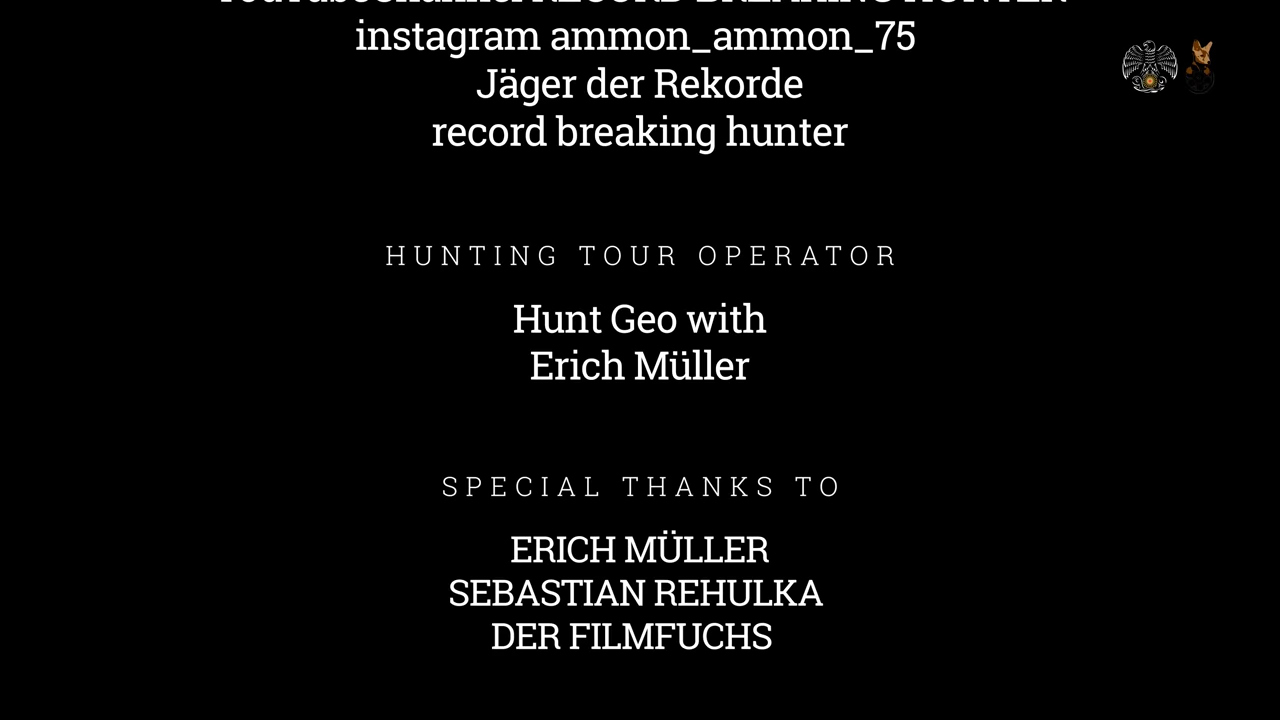 instagram ammon_ammon_75
Jäger der Rekorde
record breaking hunter
HUNTING TOUR OPERATOR
Hunt Geo with
Erich Müller
SPECIAL THANKS TO
ERICH MÜLLER
SEBASTIAN REHULKA
DER FILMFUCHS